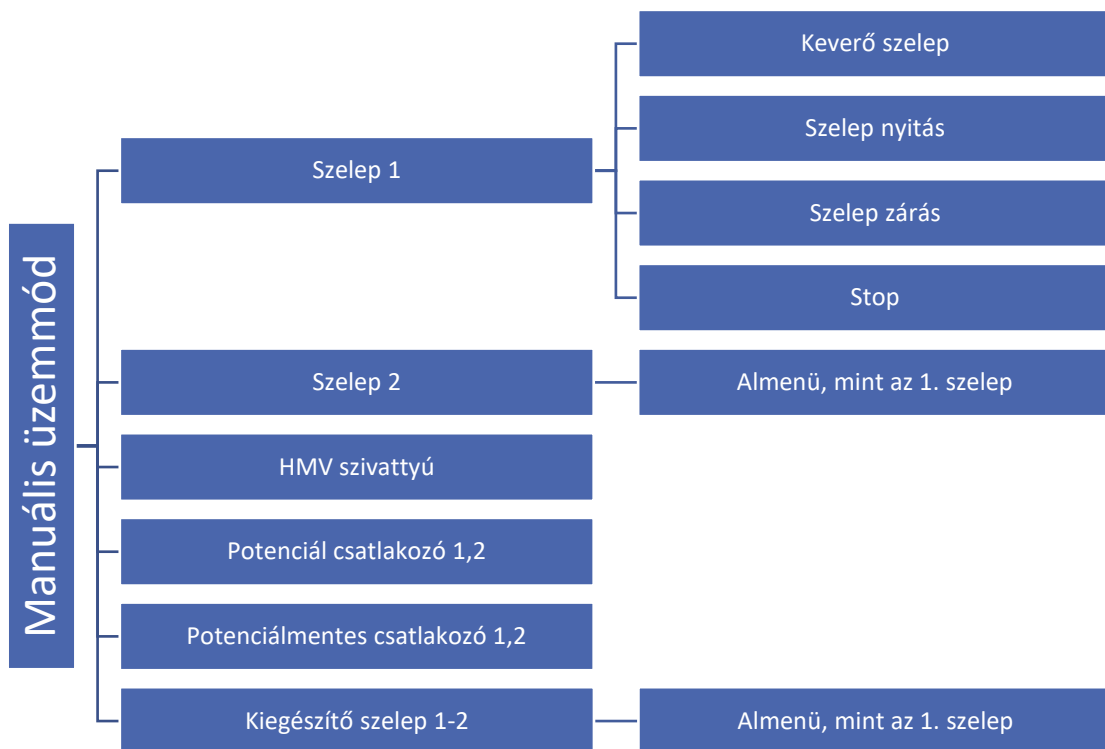 Manuális üzemmód
Szelep 1
Keverő szelep
Szelep nyitás
Szelep zárás
Stop
Szelep 2
Almenü, mint az 1. szelep
HMV szivattyú
Potenciál csatlakozó 1,2
Potenciálmentes csatlakozó 1,2
Kiegészítő szelep 1-2
Almenü, mint az 1. szelep